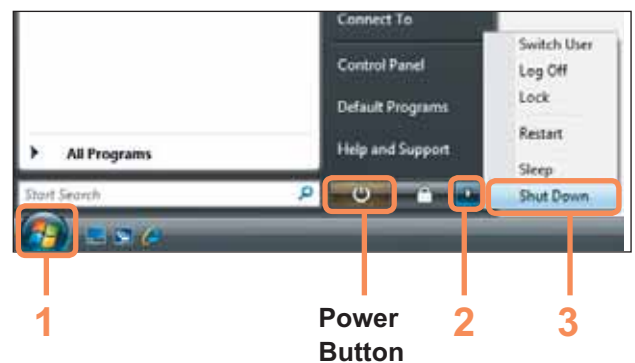 Connect To
Control Panel
Default Programs
Help and Support
All Programs
Start Search
Switch User
Log Off
Lock
Restart
Sleep
Shut Down
1
Power
Button
2
3